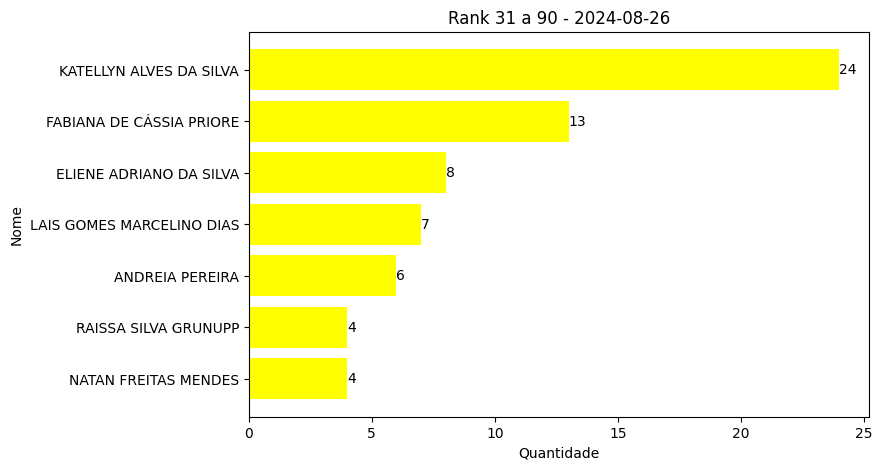 Rank 31 a 90 - 2024-08-26
Nome
KATELLYN ALVES DA SILVA 24
FABIANA DE CÁSSIA PRIORE 13
ELIENE ADRIANO DA SILVA 8
LAIS GOMES MARCELINO DIAS 7
ANDREIA PEREIRA 6
RAISSA SILVA GRUNUPP 4
NATAN FREITAS MENDES 4
0 5 10 15 20 25
Quantidade